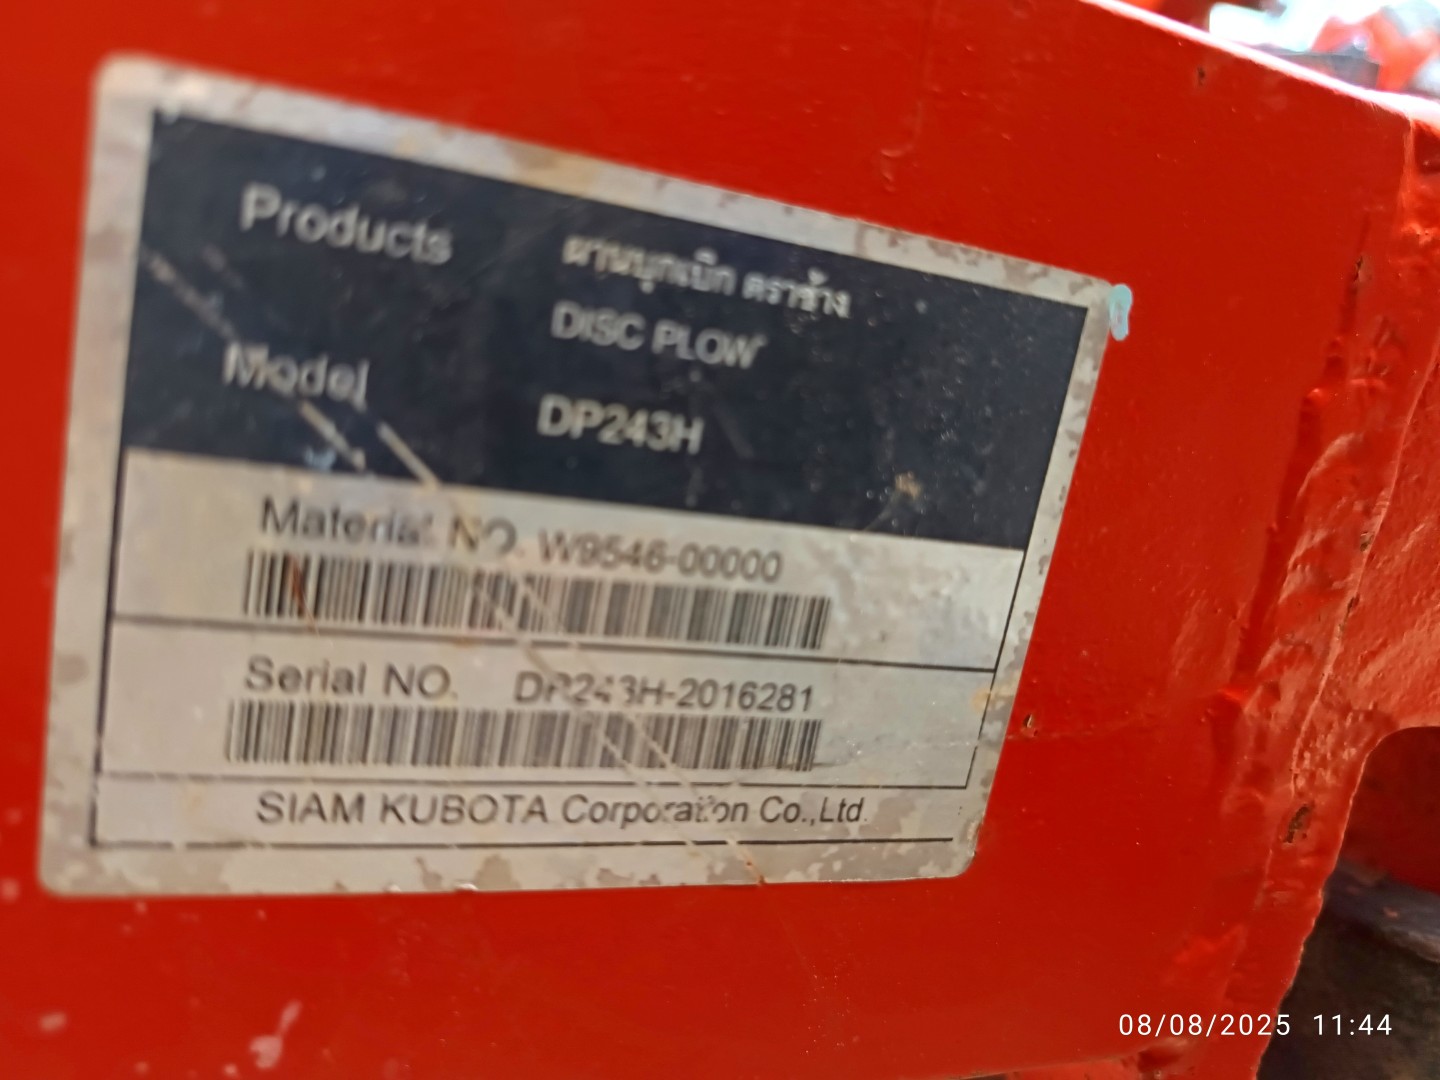 Products ผานบุกเบิก ตราช้าง
DISC PLOW
Model DP243H
Material NO. W9546-00000
Serial NO. DP243H-2016281
SIAM KUBOTA Corporation Co.,Ltd.
08/08/2025 11:44